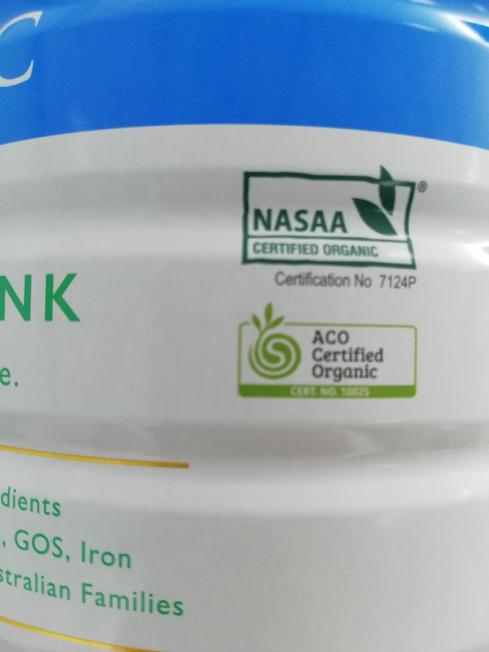 C
NASAA
CERTIFIED ORGANIC
®
Certification No 7124P
NK
ACO
Certified
Organic
CERT. NO. 10025
e.
dients
, GOS, Iron
stralian Families